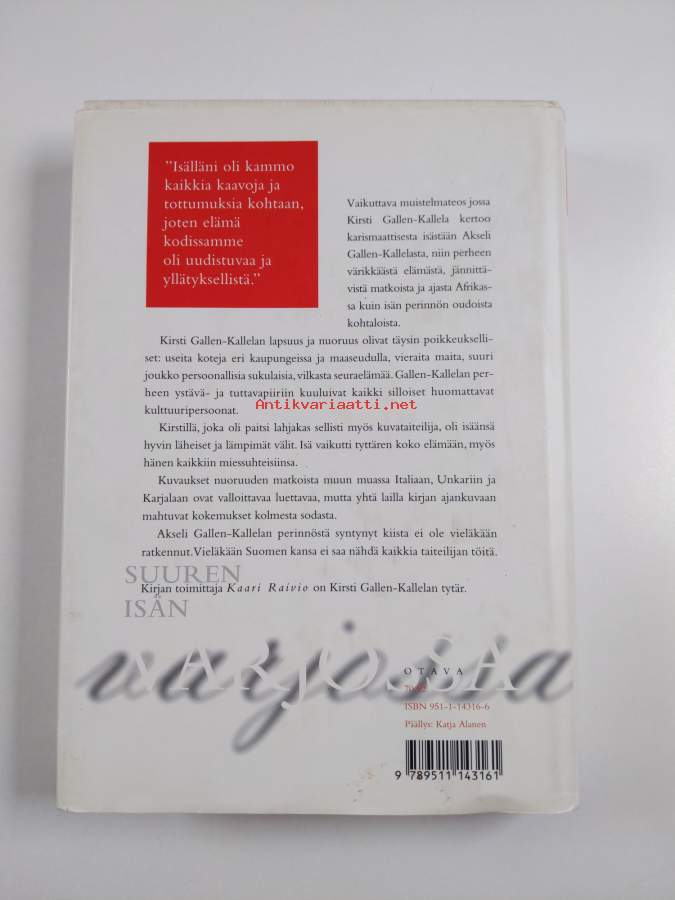 ”Isälläni oli kammo
kaikkia kaavoja ja
tottumuksia kohtaan,
joten elämä
kodissamme
oli uudistuvaa ja
yllätyksellistä.”
Vaikuttava muistelmateos jossa
Kirsti Gallen-Kallela kertoo
karismaattisesta isästään Akseli
Gallen-Kallelasta, niin perheen
värikkäästä elämästä, jännittä-
vistä matkoista ja ajasta Afrikas-
sa kuin isän perinnön oudoista
kohtaloista.
Kirsti Gallen-Kallelan lapsuus ja nuoruus olivat täysin poikkeukselli-
set: useita koteja eri kaupungeissa ja maaseudulla, vieraita maita, suuri
joukko persoonallisia sukulaisia, vilkasta seuraelämää. Gallen-Kallelan per-
heen ystävä- ja tuttavapiiriin kuuluivat kaikki silloiset huomattavat
kulttuuripersoonat.
Antikvariaatti.net
Kirstillä, joka oli paitsi lahjakas sellisti myös kuvataiteilija, oli isäänsä
hyvin läheiset ja lämpimät välit. Isä vaikutti tyttären koko elämään, myös
hänen kaikkiin miessuhteisiinsa.
Kuvaukset nuoruuden matkoista muun muassa Italiaan, Unkariin ja
Karjalaan ovat valloittavaa luettavaa, mutta yhtä lailla kirjan ajankuvaan
mahtuvat kokemukset kolmesta sodasta.
Akseli Gallen-Kallelan perinnöstä syntynyt kiista ei ole vieläkään
ratkennut. Vieläkään Suomen kansa ei saa nähdä kaikkia taiteilijan töitä.
SUUREN
Kirjan toimittaja Kaari Raivio on Kirsti Gallen-Kallelan tytär.
ISÄN
VARJOSSA
varjossa
OTAVA
ISBN 951-1-14316-6
Päällys: Katja Alanen
9 789511 143161